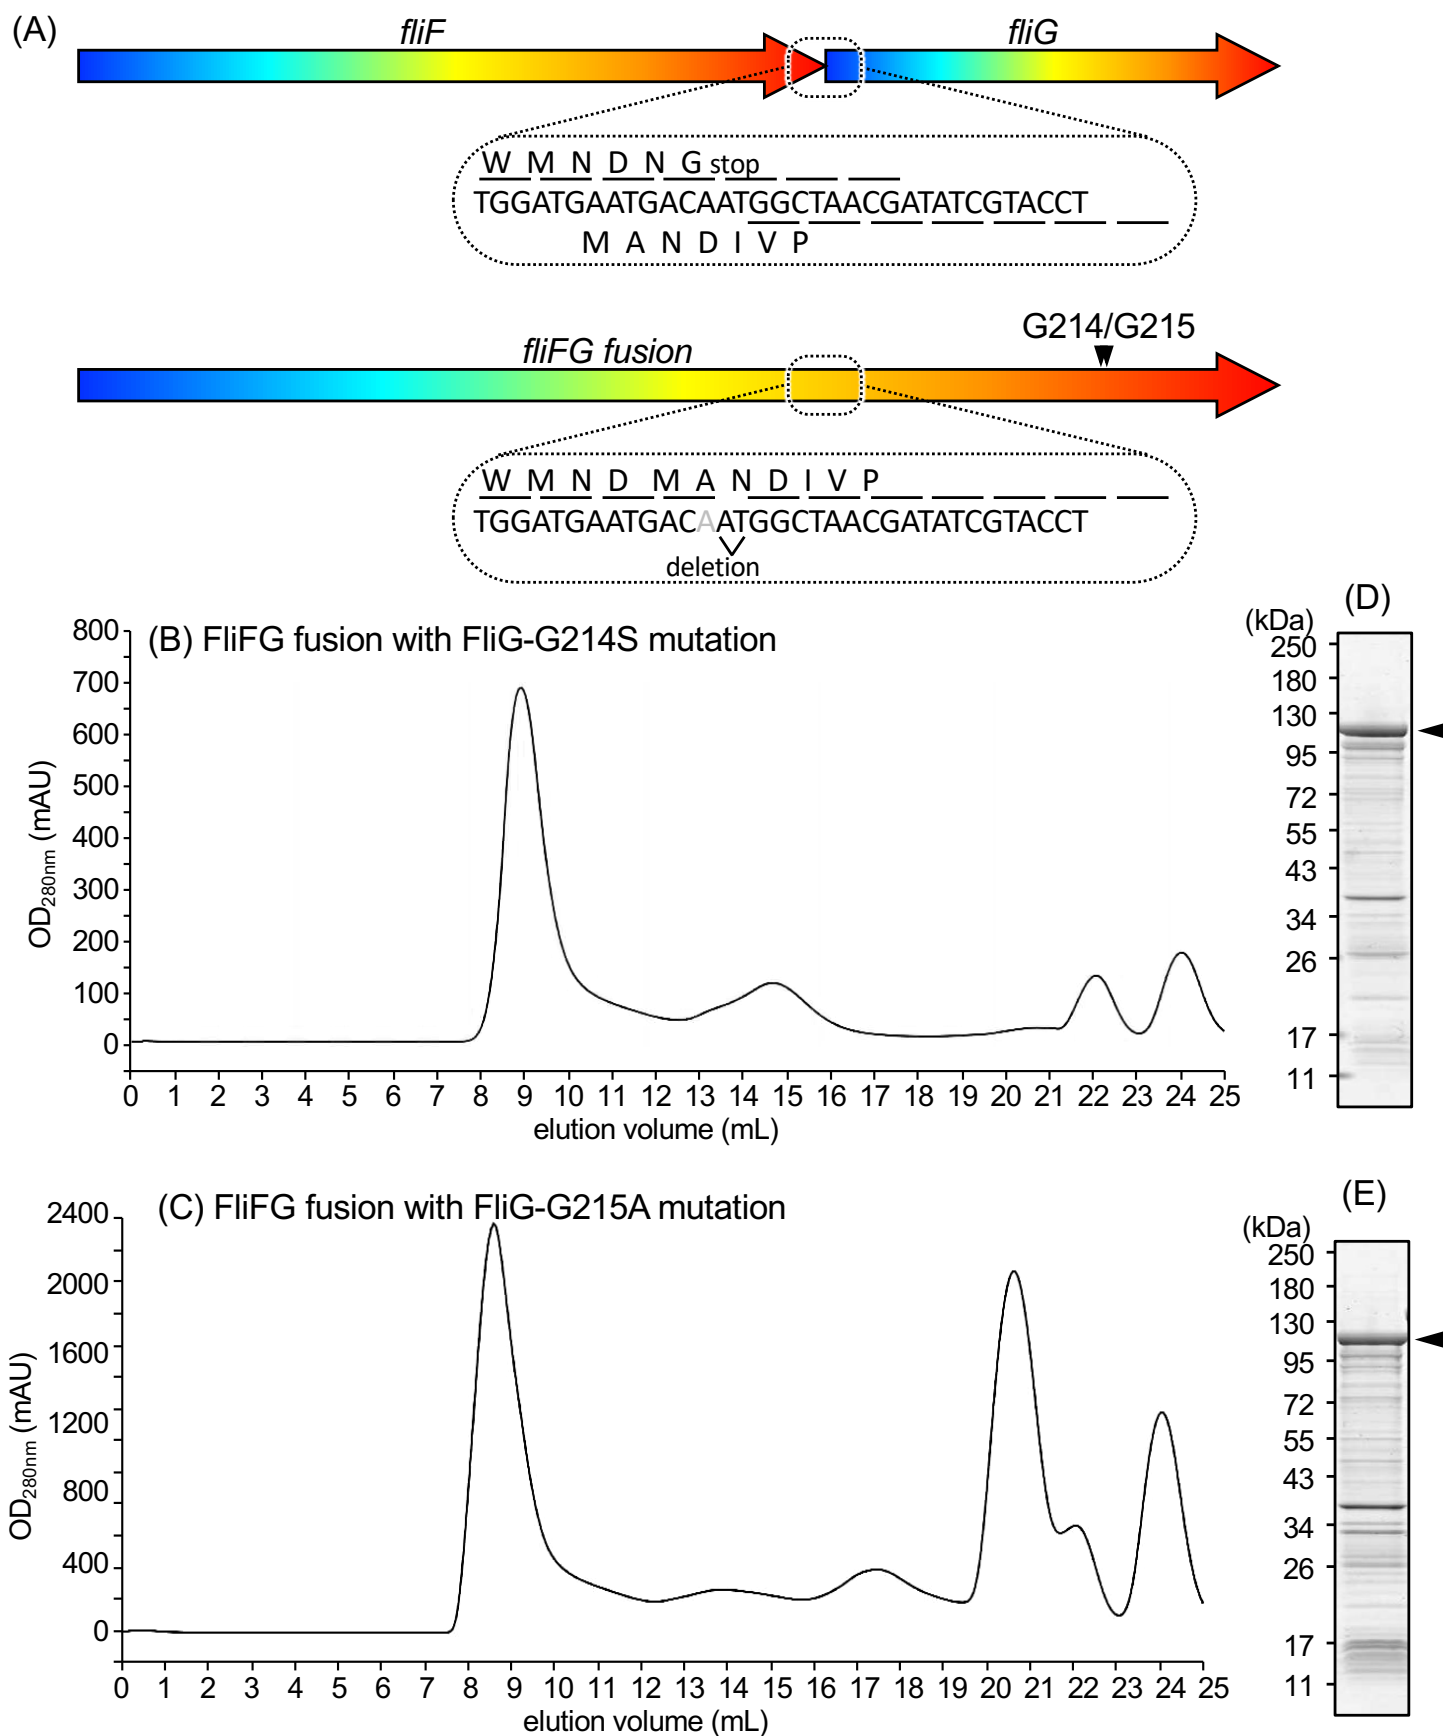 (A)
fliF fliG
W M N D N G stop
TGGATGAATGACAATGGCTAACGATATCGTACCT
M A N D I V P
G214/G215
fliFG fusion
W M N D M A N D I V P
TGGATGAATGACAATGGCTAACGATATCGTACCT
deletion
(B) FliFG fusion with FliG-G214S mutation
800
700
600
500
400
300
200
100
0
OD280nm (mAU)
0 1 2 3 4 5 6 7 8 9 10 11 12 13 14 15 16 17 18 19 20 21 22 23 24 25
elution volume (mL)
(D)
(kDa)
250
180
130
95
72
55
43
34
26
17
11
(C) FliFG fusion with FliG-G215A mutation
2400
2000
1600
1200
800
400
0
OD280nm (mAU)
0 1 2 3 4 5 6 7 8 9 10 11 12 13 14 15 16 17 18 19 20 21 22 23 24 25
elution volume (mL)
(E)
(kDa)
250
180
130
95
72
55
43
34
26
17
11